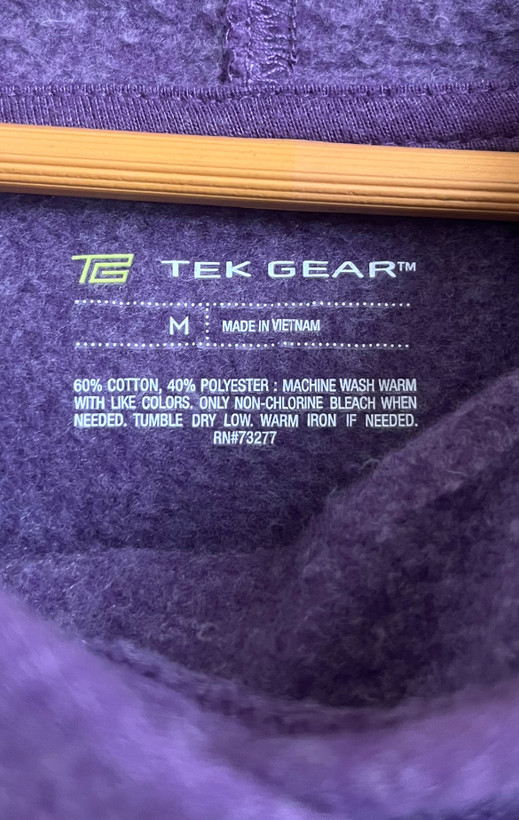 TG TEK GEAR™
M MADE IN VIETNAM
60% COTTON, 40% POLYESTER : MACHINE WASH WARM
WITH LIKE COLORS. ONLY NON-CHLORINE BLEACH WHEN
NEEDED. TUMBLE DRY LOW. WARM IRON IF NEEDED.
RN#73277